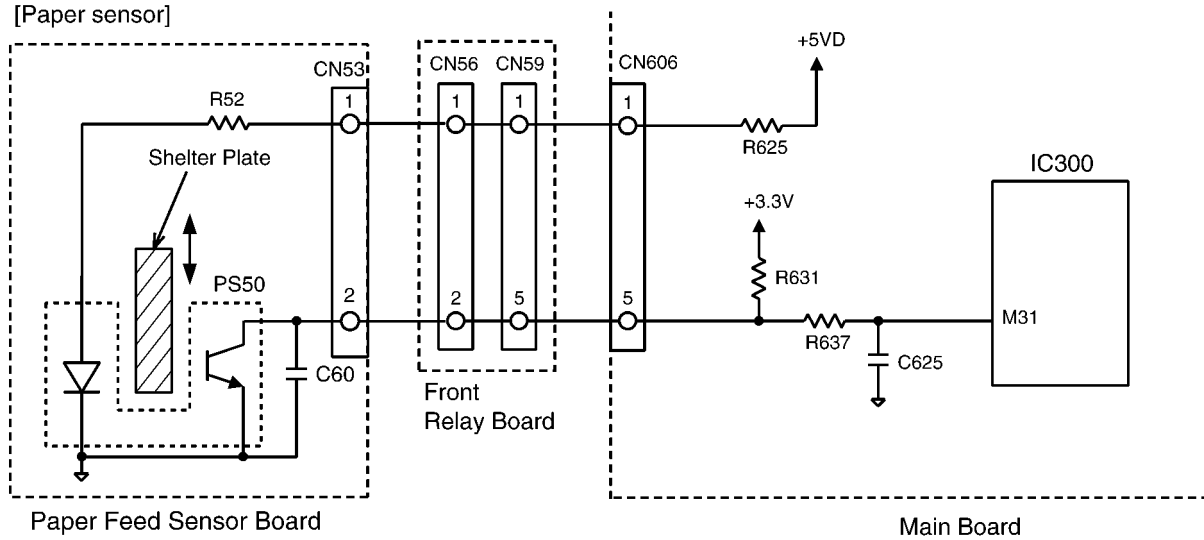 [Paper sensor]
CN53
CN56
CN59
CN606
+5VD
R52
1
1
1
1
R625
Shelter Plate
IC300
+3.3V
PS50
R631
2
2
5
5
M31
R637
C60
C625
Front
Relay Board
Paper Feed Sensor Board
Main Board